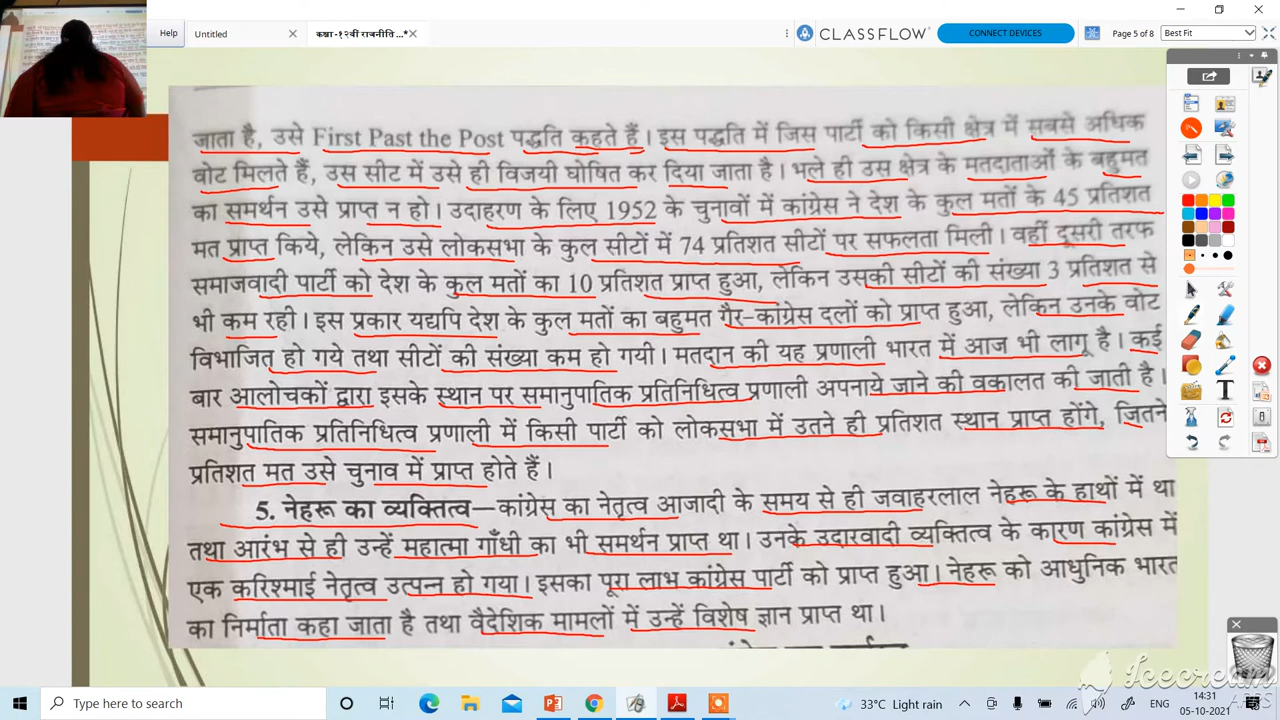 Help Untitled कक्षा-१२वीं राजनीति ...* CLASSFLOW CONNECT DEVICES Page 5 of 8 Best Fit
जाता है, उसे First Past the Post पद्धति कहते हैं। इस पद्धति में जिस पार्टी को किसी क्षेत्र में सबसे अधिक
वोट मिलते हैं, उस सीट में उसे ही विजयी घोषित कर दिया जाता है। भले ही उस क्षेत्र के मतदाताओं के बहुमत
का समर्थन उसे प्राप्त न हो। उदाहरण के लिए 1952 के चुनावों में कांग्रेस ने देश के कुल मतों के 45 प्रतिशत
मत प्राप्त किये, लेकिन उसे लोकसभा के कुल सीटों में 74 प्रतिशत सीटों पर सफलता मिली। वहीं दूसरी तरफ
समाजवादी पार्टी को देश के कुल मतों का 10 प्रतिशत प्राप्त हुआ, लेकिन उसकी सीटों की संख्या 3 प्रतिशत से
भी कम रही। इस प्रकार यद्यपि देश के कुल मतों का बहुमत गैर-कांग्रेस दलों को प्राप्त हुआ, लेकिन उनके वोट
विभाजित हो गये तथा सीटों की संख्या कम हो गयी। मतदान की यह प्रणाली भारत में आज भी लागू है। कई
बार आलोचकों द्वारा इसके स्थान पर समानुपातिक प्रतिनिधित्व प्रणाली अपनाये जाने की वकालत की जाती है।
समानुपातिक प्रतिनिधित्व प्रणाली में किसी पार्टी को लोकसभा में उतने ही प्रतिशत स्थान प्राप्त होंगे, जितने
प्रतिशत मत उसे चुनाव में प्राप्त होते हैं।
5. नेहरू का व्यक्तित्व–कांग्रेस का नेतृत्व आजादी के समय से ही जवाहरलाल नेहरू के हाथों में था
तथा आरंभ से ही उन्हें महात्मा गाँधी का भी समर्थन प्राप्त था। उनके उदारवादी व्यक्तित्व के कारण कांग्रेस में
एक करिश्माई नेतृत्व उत्पन्न हो गया। इसका पूरा लाभ कांग्रेस पार्टी को प्राप्त हुआ। नेहरू को आधुनिक भारत
का निर्माता कहा जाता है तथा वैदेशिक मामलों में उन्हें विशेष ज्ञान प्राप्त था।
T
Icecream
APPS
Type here to search 33°C Light rain ENG 14:31
05-10-2021